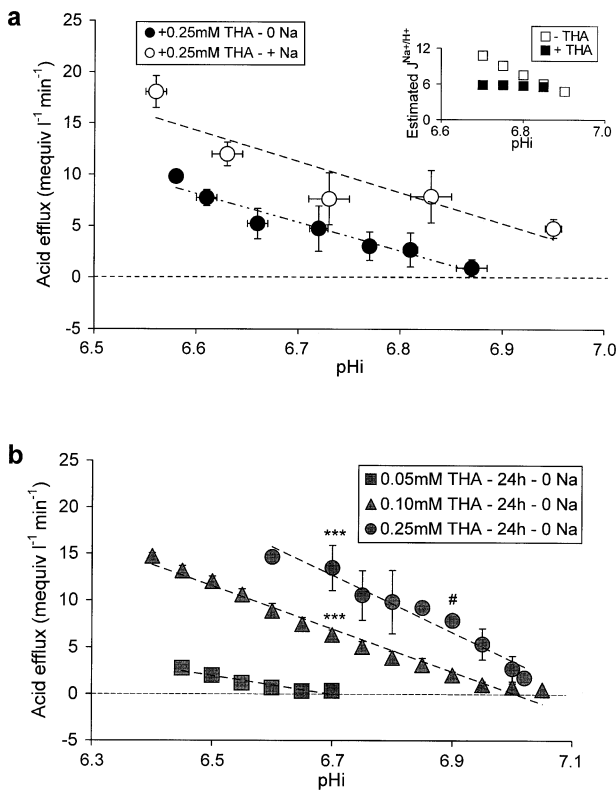 a
+0.25mM THA - 0 Na
+0.25mM THA - + Na
Acid efflux (mequiv l⁻¹ min⁻¹)
25
20
15
10
5
0
-5
6.5 6.6 6.7 6.8 6.9 7.0
pHi
- THA
+ THA
Estimated J^Na+/H+
12
8
4
0
6.6 6.8 7.0
pHi
b
0.05mM THA - 24h - 0 Na
0.10mM THA - 24h - 0 Na
0.25mM THA - 24h - 0 Na
Acid efflux (mequiv l⁻¹ min⁻¹)
25
20
15
10
5
0
-5
***
***
#
6.3 6.5 6.7 6.9 7.1
pHi